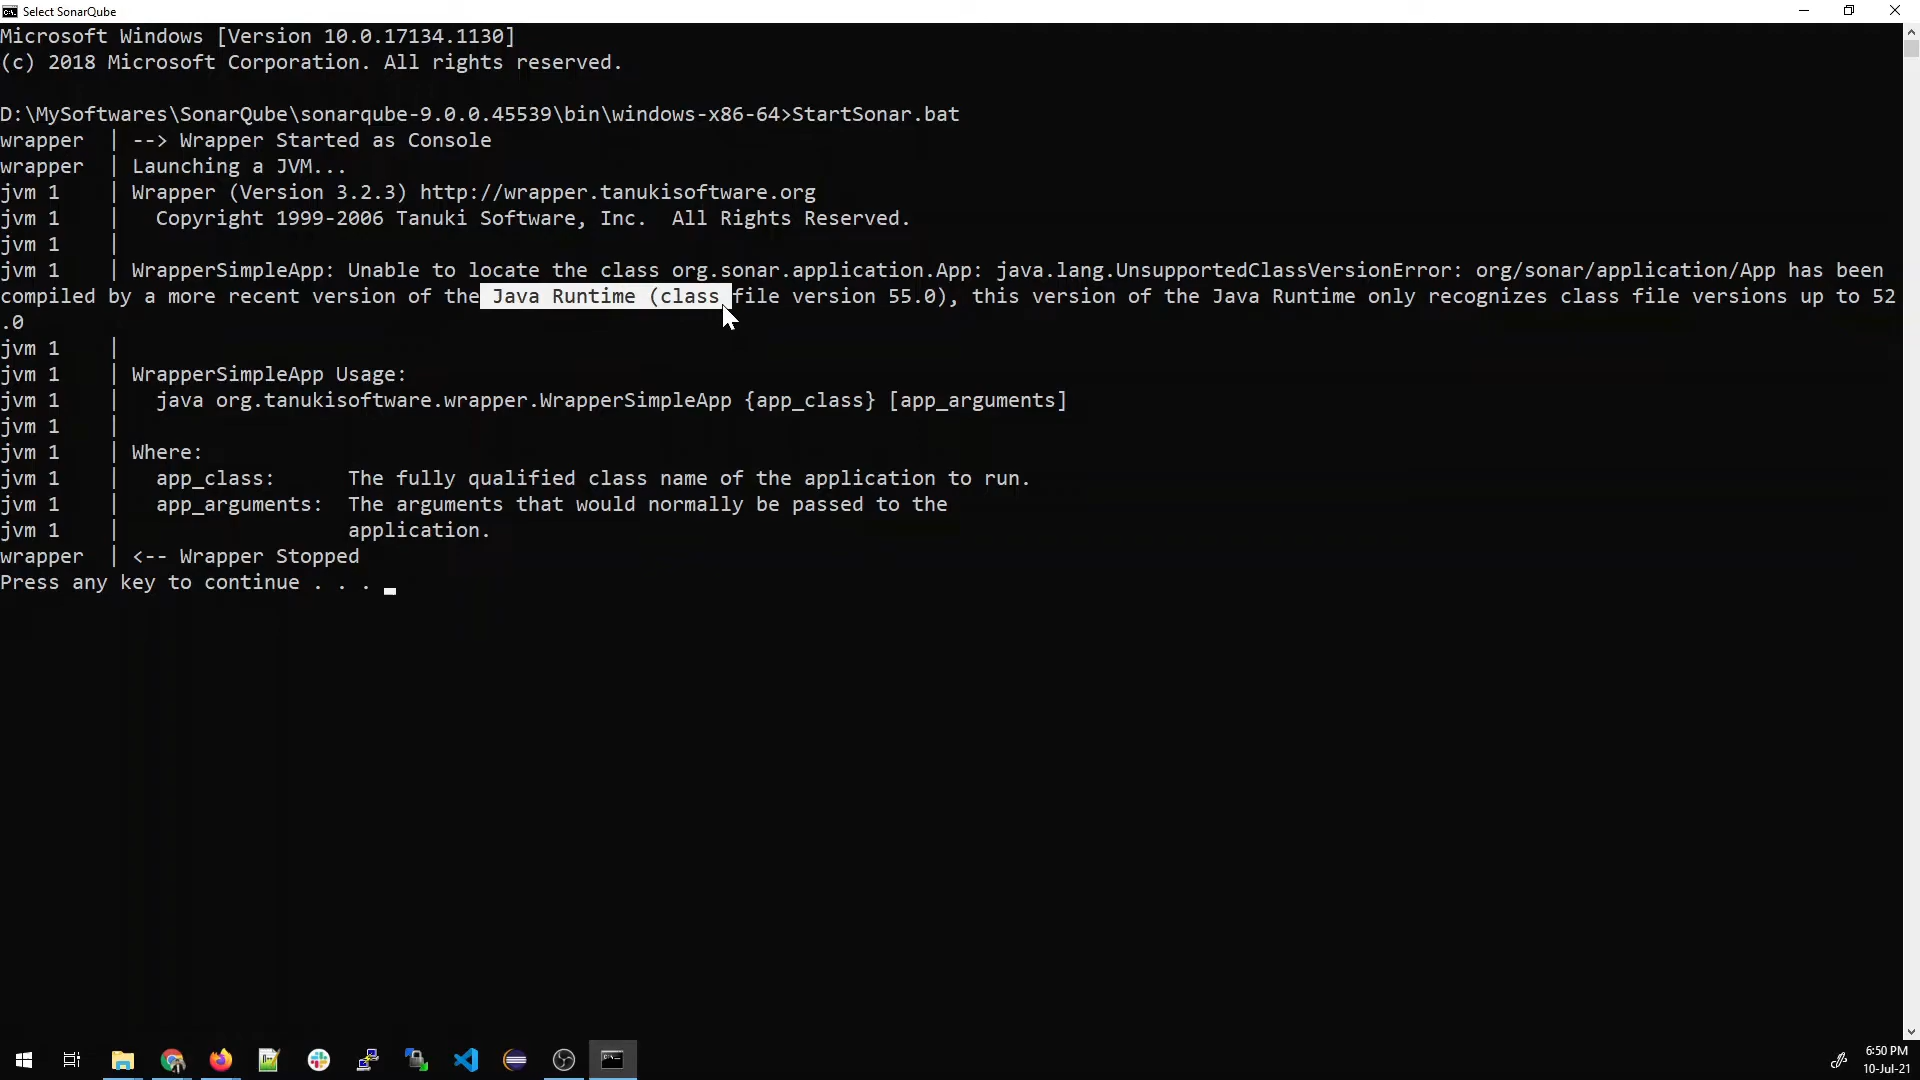 Select SonarQube
Microsoft Windows [Version 10.0.17134.1130]
(c) 2018 Microsoft Corporation. All rights reserved.
D:\MySoftwares\SonarQube\sonarqube-9.0.0.45539\bin\windows-x86-64>StartSonar.bat
wrapper  | --> Wrapper Started as Console
wrapper  | Launching a JVM...
jvm 1    | Wrapper (Version 3.2.3) http://wrapper.tanukisoftware.org
jvm 1    |   Copyright 1999-2006 Tanuki Software, Inc.  All Rights Reserved.
jvm 1    |
jvm 1    | WrapperSimpleApp: Unable to locate the class org.sonar.application.App: java.lang.UnsupportedClassVersionError: org/sonar/application/App has been
compiled by a more recent version of the Java Runtime (class file version 55.0), this version of the Java Runtime only recognizes class file versions up to 52
.0
jvm 1    |
jvm 1    | WrapperSimpleApp Usage:
jvm 1    |   java org.tanukisoftware.wrapper.WrapperSimpleApp {app_class} [app_arguments]
jvm 1    |
jvm 1    | Where:
jvm 1    |   app_class:      The fully qualified class name of the application to run.
jvm 1    |   app_arguments:  The arguments that would normally be passed to the
jvm 1    |                   application.
wrapper  | <-- Wrapper Stopped
Press any key to continue . . .
6:50 PM
10-Jul-21